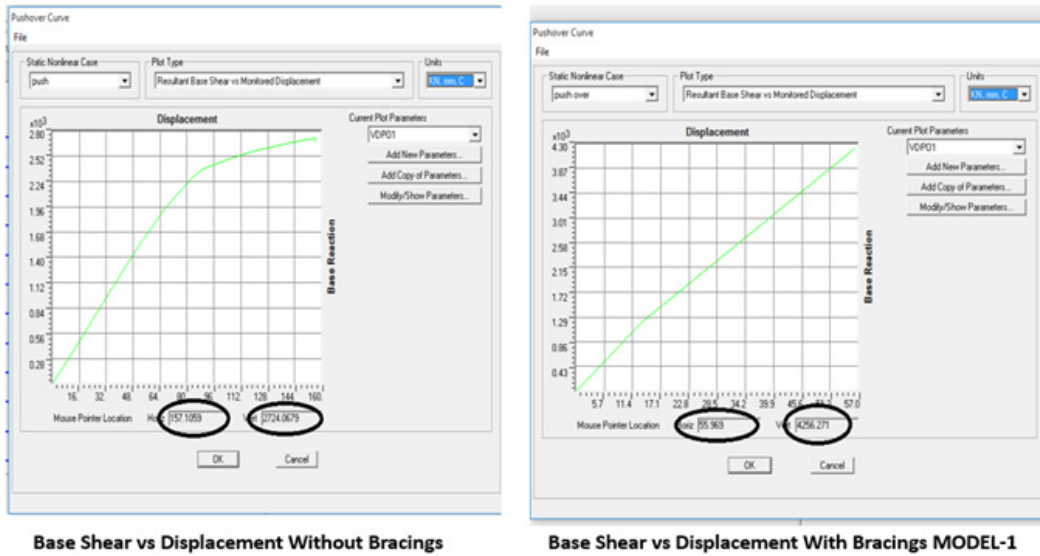 Pushover Curve
File
Static Nonlinear Case
push
Plot Type
Resultant Base Shear vs Monitored Displacement
Units
KN, mm, C
Displacement
x10³
2.80
2.52
2.24
1.96
1.68
1.40
1.12
0.84
0.56
0.28
16. 32. 48. 64. 80. 96. 112. 128. 144. 160.
Base Reaction
Current Plot Parameters
VDPO1
Add New Parameters...
Add Copy of Parameters...
Modify/Show Parameters...
Mouse Pointer Location 157.1059 2724.0679
OK Cancel
Base Shear vs Displacement Without Bracings
Pushover Curve
File
Static Nonlinear Case
push over
Plot Type
Resultant Base Shear vs Monitored Displacement
Units
KN, mm, C
Displacement
x10³
4.30
3.87
3.44
3.01
2.58
2.15
1.72
1.29
0.86
0.43
5.7 11.4 17.1 22.8 28.5 34.2 39.9 57.0
Base Reaction
Current Plot Parameters
VDPO1
Add New Parameters...
Add Copy of Parameters...
Modify/Show Parameters...
Mouse Pointer Location 55.969 4256.271
OK Cancel
Base Shear vs Displacement With Bracings MODEL-1